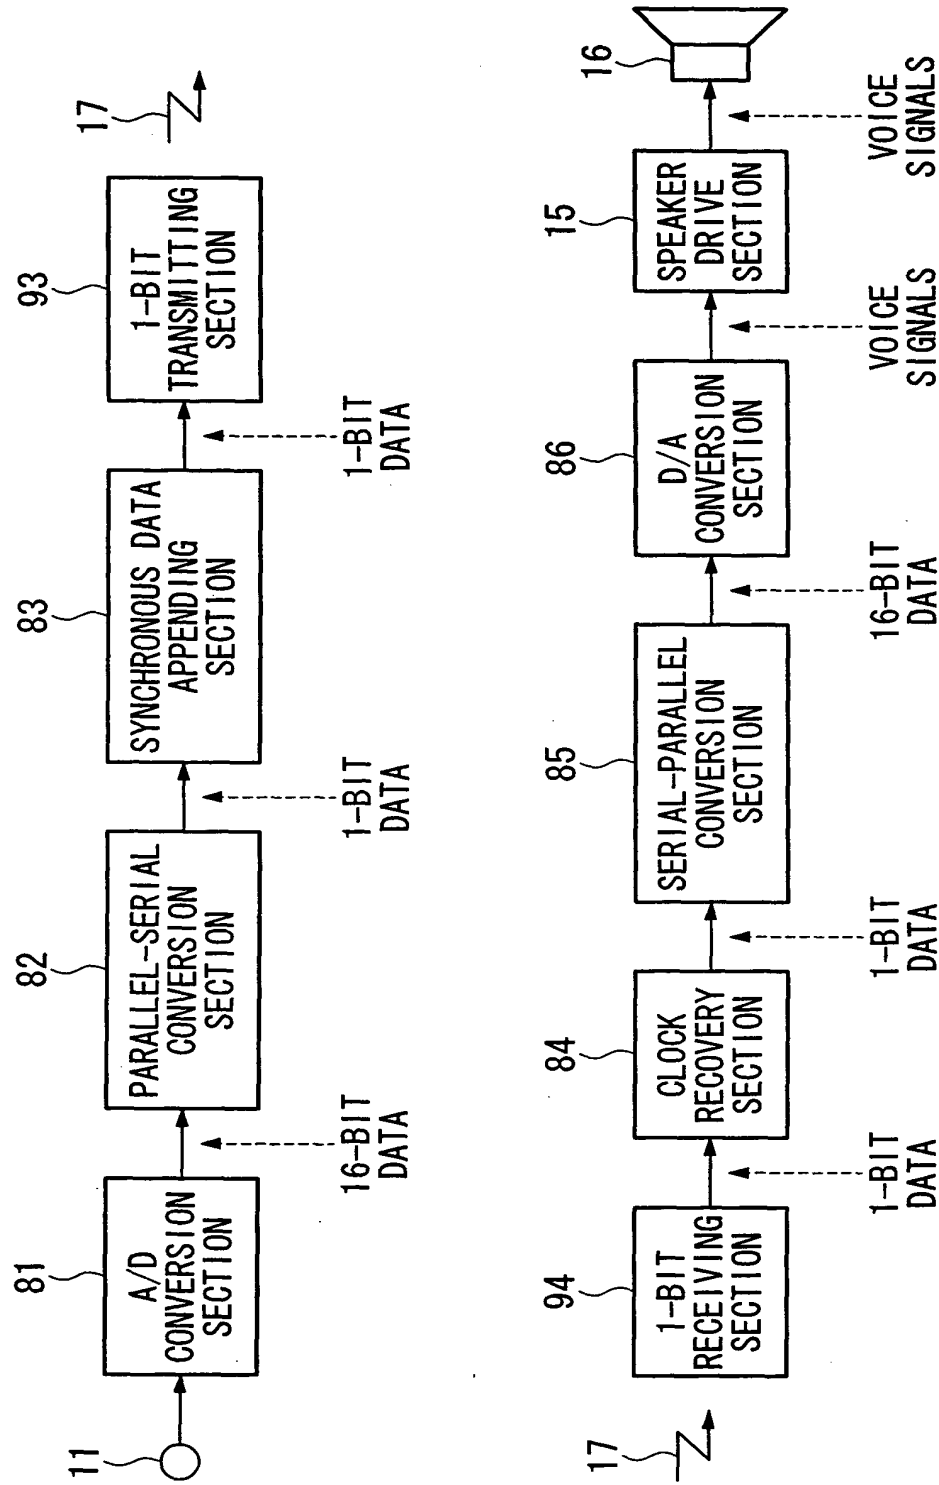 11
81
A/D
CONVERSION
SECTION
16-BIT
DATA
82
PARALLEL-SERIAL
CONVERSION
SECTION
1-BIT
DATA
83
SYNCHRONOUS DATA
APPENDING
SECTION
1-BIT
DATA
93
1-BIT
TRANSMITTING
SECTION
17
17
94
1-BIT
RECEIVING
SECTION
1-BIT
DATA
84
CLOCK
RECOVERY
SECTION
1-BIT
DATA
85
SERIAL-PARALLEL
CONVERSION
SECTION
16-BIT
DATA
86
D/A
CONVERSION
SECTION
VOICE
SIGNALS
15
SPEAKER
DRIVE
SECTION
VOICE
SIGNALS
16